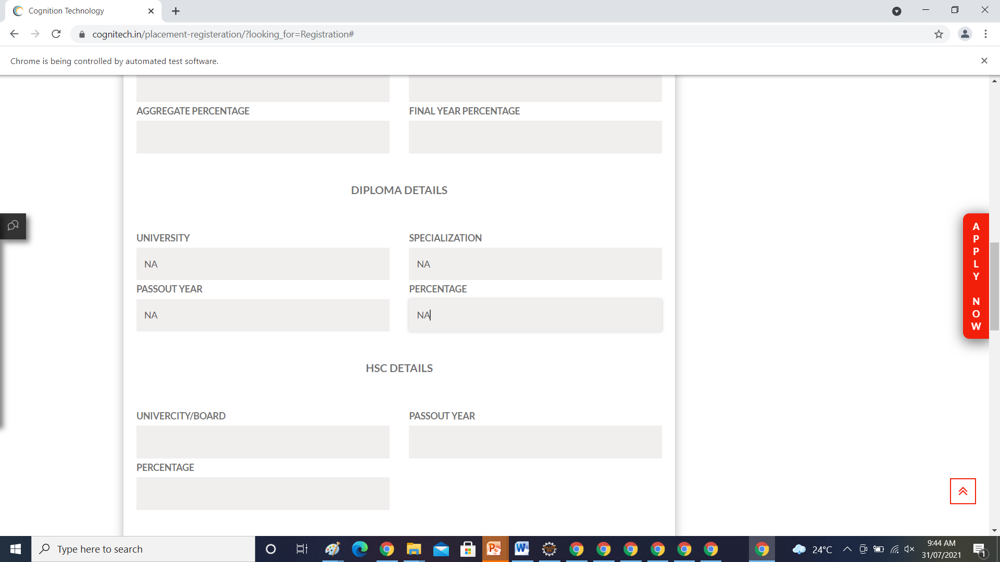 Cognition Technology
cognitech.in/placement-registeration/?looking_for=Registration#
Chrome is being controlled by automated test software.
AGGREGATE PERCENTAGE
FINAL YEAR PERCENTAGE
DIPLOMA DETAILS
UNIVERSITY
SPECIALIZATION
NA
NA
PASSOUT YEAR
PERCENTAGE
NA
NA
HSC DETAILS
UNIVERCITY/BOARD
PASSOUT YEAR
PERCENTAGE
APPLY NOW
Type here to search
24°C
9:44 AM
31/07/2021
1